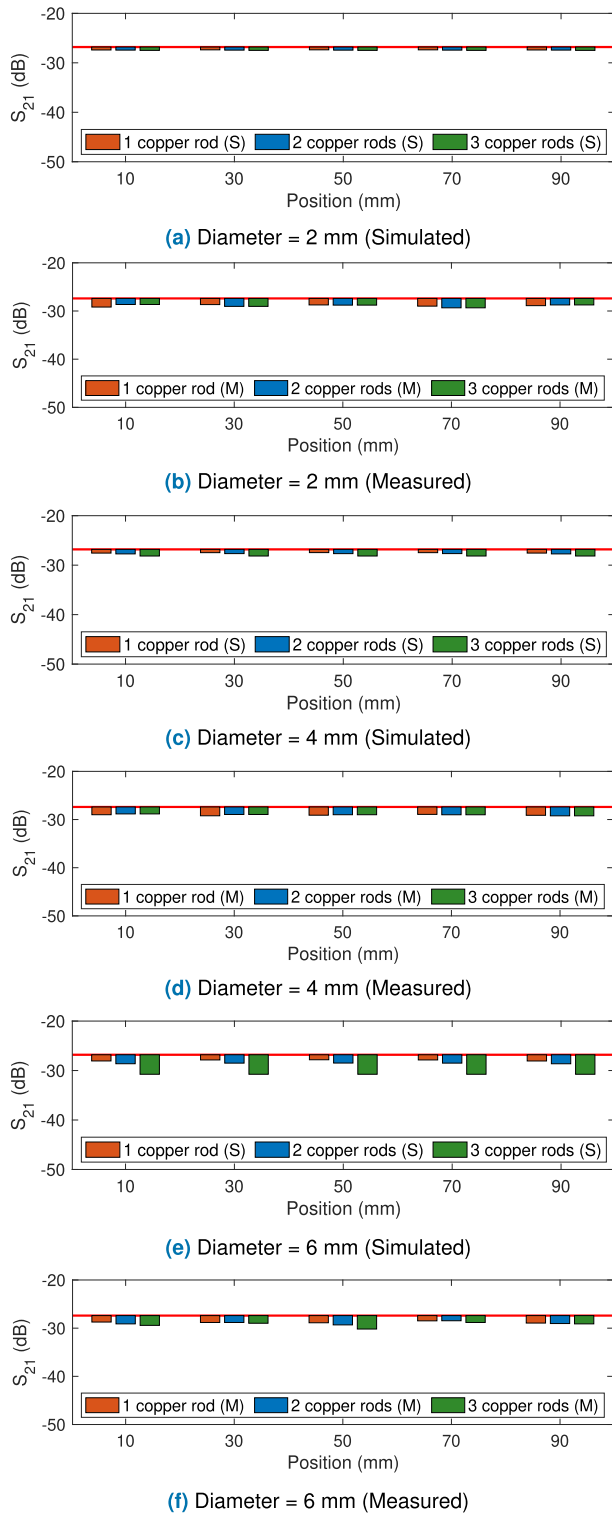 -20
-30
-40
-50
S21 (dB)
1 copper rod (S) 2 copper rods (S) 3 copper rods (S)
10 30 50 70 90
Position (mm)
(a) Diameter = 2 mm (Simulated)
-20
-30
-40
-50
S21 (dB)
1 copper rod (M) 2 copper rods (M) 3 copper rods (M)
10 30 50 70 90
Position (mm)
(b) Diameter = 2 mm (Measured)
-20
-30
-40
-50
S21 (dB)
1 copper rod (S) 2 copper rods (S) 3 copper rods (S)
10 30 50 70 90
Position (mm)
(c) Diameter = 4 mm (Simulated)
-20
-30
-40
-50
S21 (dB)
1 copper rod (M) 2 copper rods (M) 3 copper rods (M)
10 30 50 70 90
Position (mm)
(d) Diameter = 4 mm (Measured)
-20
-30
-40
-50
S21 (dB)
1 copper rod (S) 2 copper rods (S) 3 copper rods (S)
10 30 50 70 90
Position (mm)
(e) Diameter = 6 mm (Simulated)
-20
-30
-40
-50
S21 (dB)
1 copper rod (M) 2 copper rods (M) 3 copper rods (M)
10 30 50 70 90
Position (mm)
(f) Diameter = 6 mm (Measured)